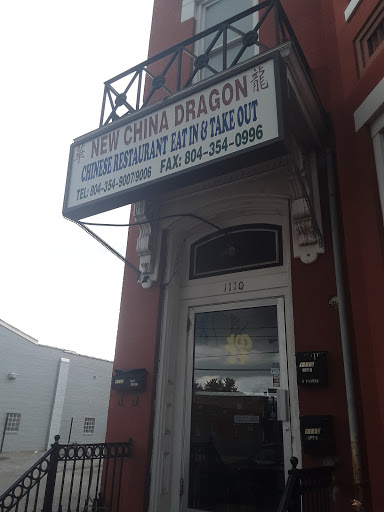 華 NEW CHINA DRAGON 龍
CHINESE RESTAURANT EAT IN & TAKE OUT
TEL: 804-354-9007/9006 FAX: 804-354-0996
1110